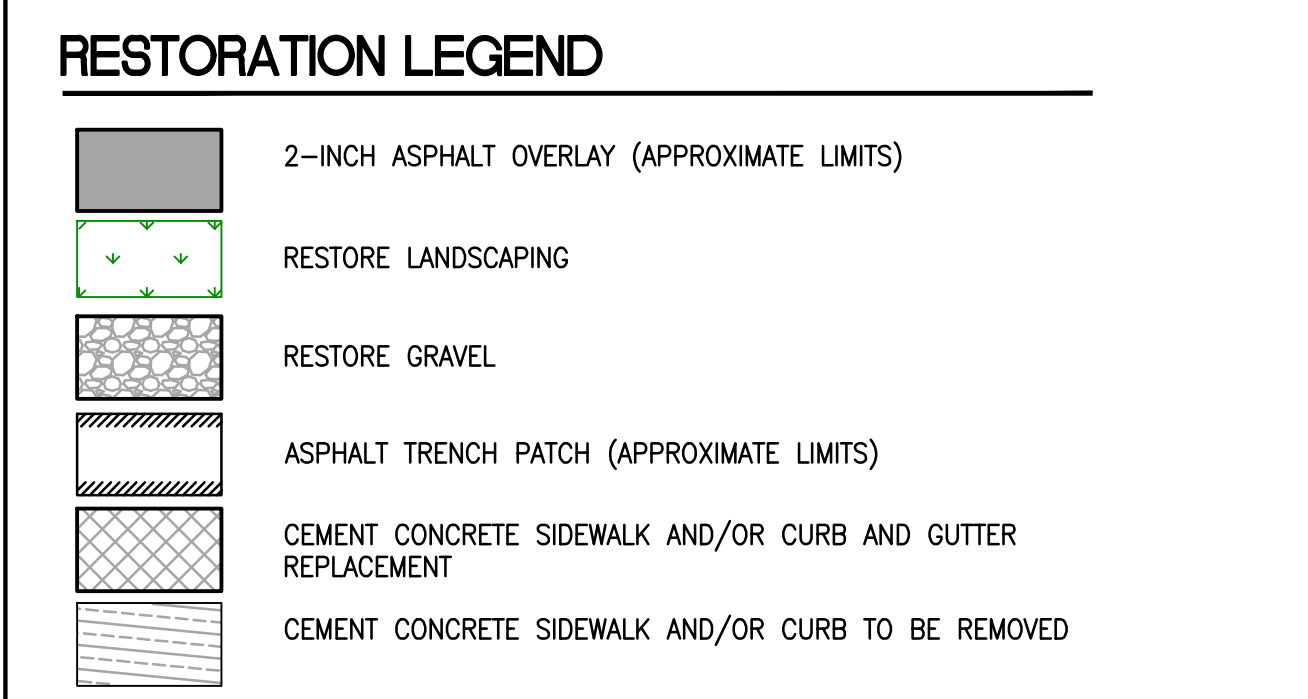 RESTORATION LEGEND
2-INCH ASPHALT OVERLAY (APPROXIMATE LIMITS)
RESTORE LANDSCAPING
RESTORE GRAVEL
ASPHALT TRENCH PATCH (APPROXIMATE LIMITS)
CEMENT CONCRETE SIDEWALK AND/OR CURB AND GUTTER
REPLACEMENT
CEMENT CONCRETE SIDEWALK AND/OR CURB TO BE REMOVED